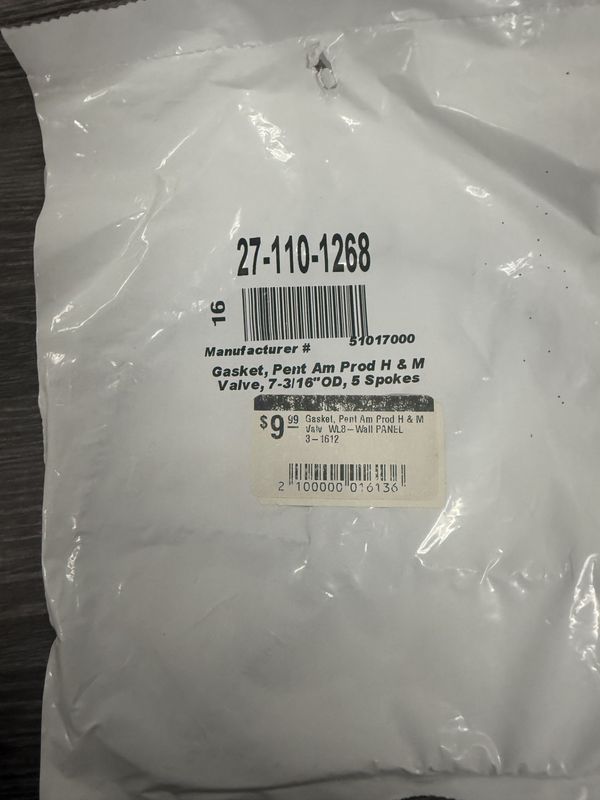 27-110-1268
16
Manufacturer # 51017000
Gasket, Pent Am Prod H & M
Valve, 7-3/16"OD, 5 Spokes
$9.99 Gasket, Pent Am Prod H & M
Valv WL8-Wall PANEL
3-1612
2 100000 016136